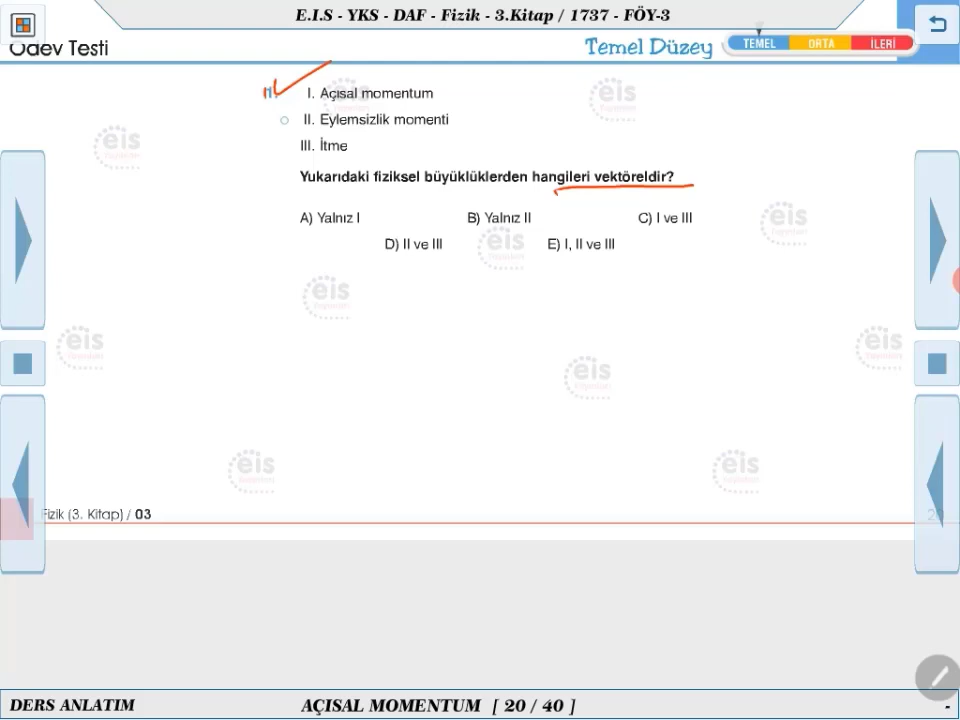 E.I.S - YKS - DAF - Fizik - 3.Kitap / 1737 - FÖY-3
Ödev Testi
Temel Düzey
TEMEL ORTA İLERİ
I. Açısal momentum
II. Eylemsizlik momenti
III. İtme
Yukarıdaki fiziksel büyüklüklerden hangileri vektöreldir?
A) Yalnız I B) Yalnız II C) I ve III
D) II ve III E) I, II ve III
eis
Yayınları
Fizik (3. Kitap) / 03
DERS ANLATIM AÇISAL MOMENTUM [ 20 / 40 ] -